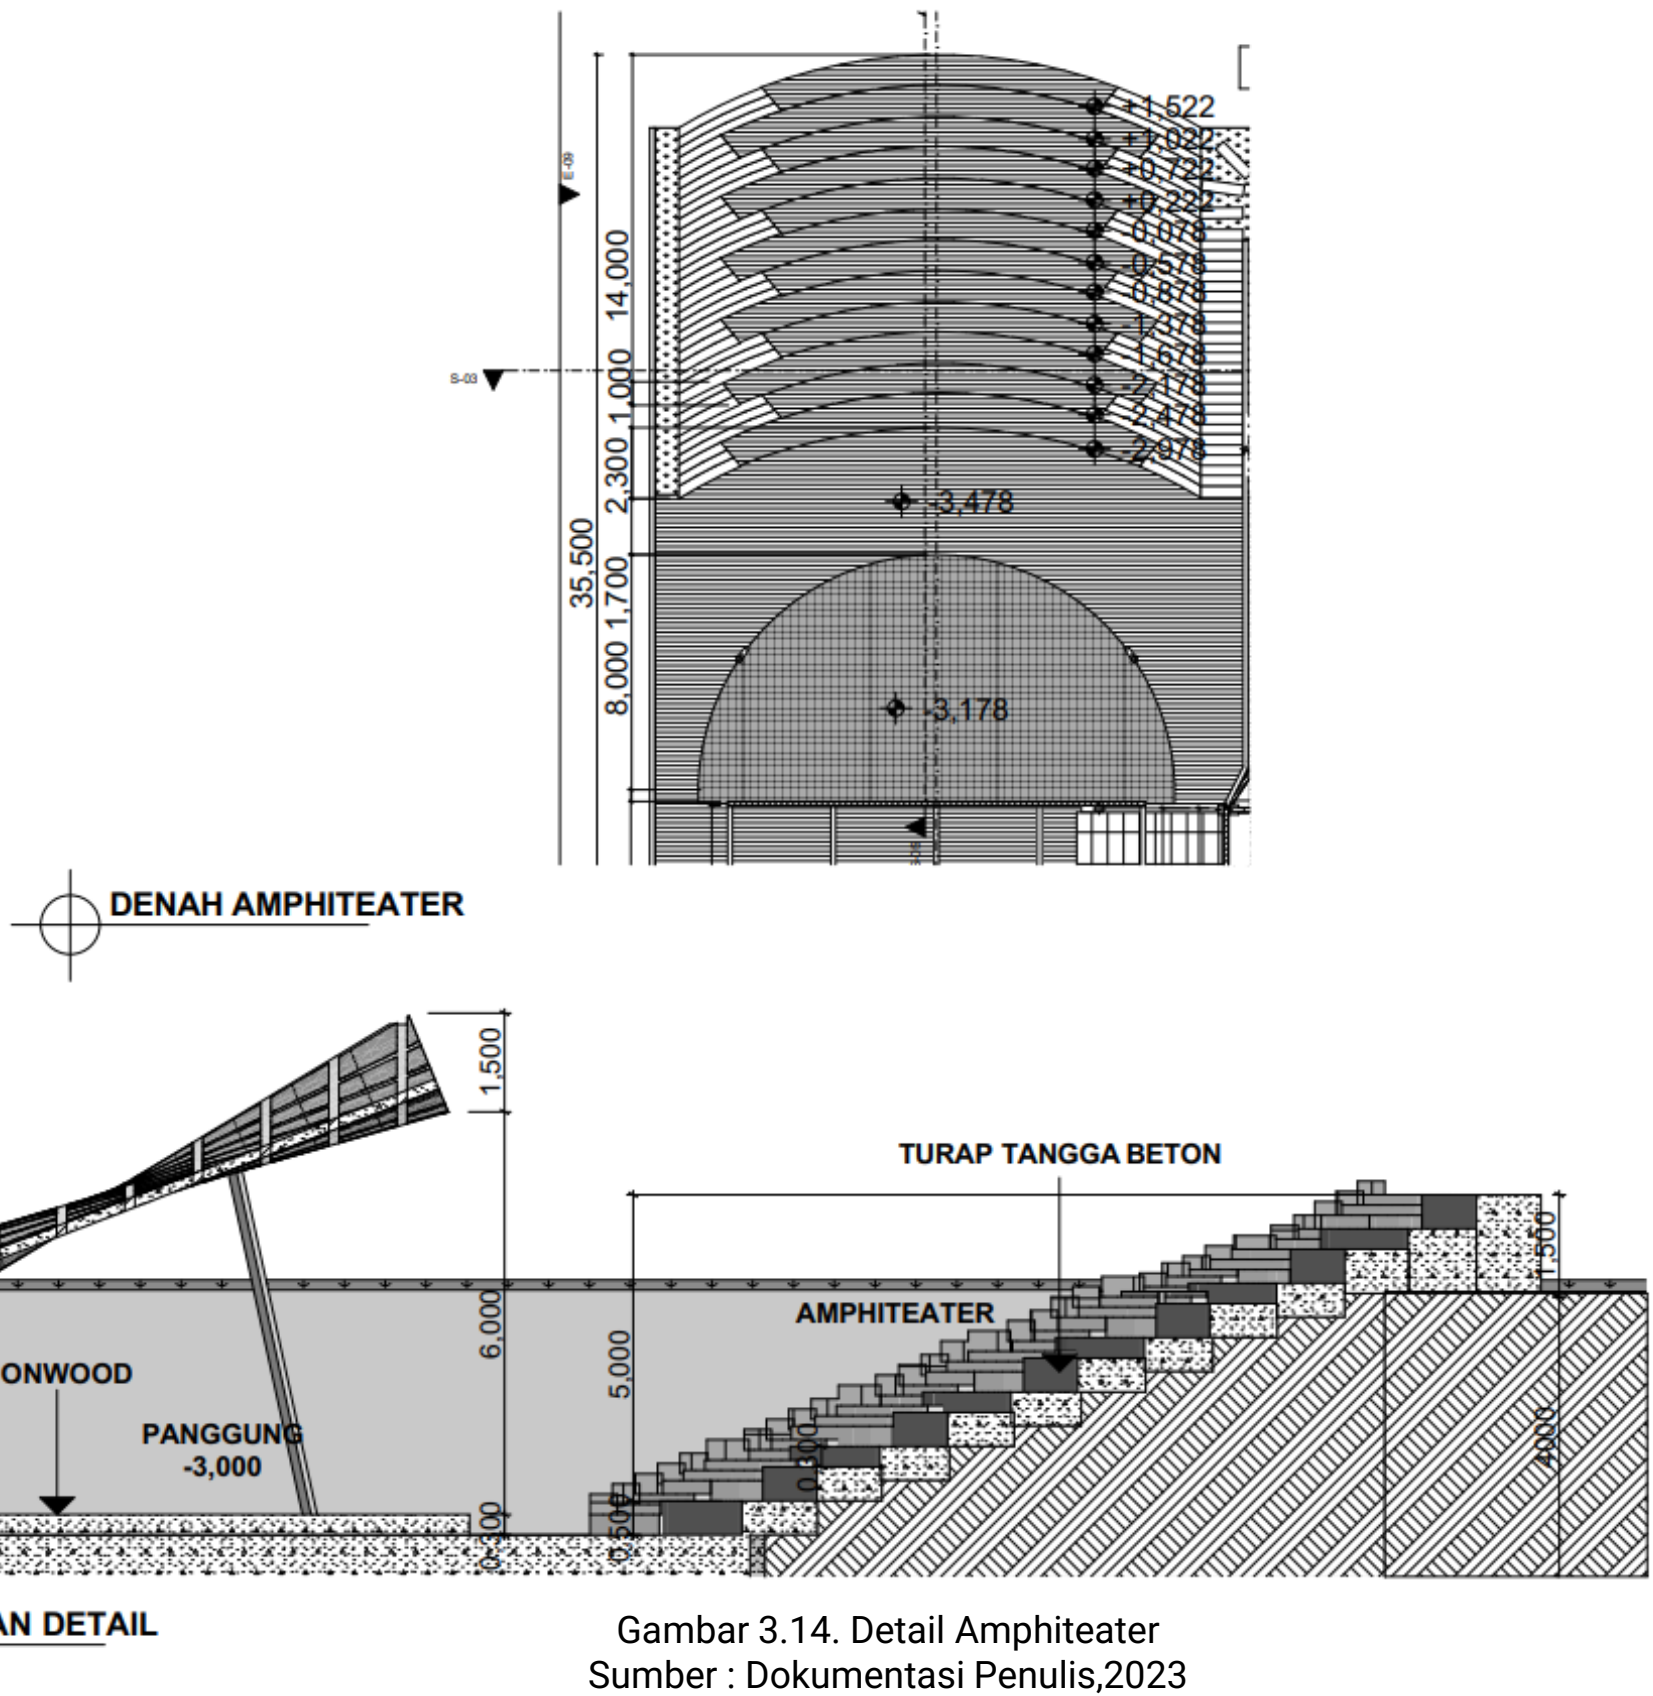 +1,522
+1,022
+0,722
+0,222
-0,078
-0,578
-0,878
-1,378
-1,678
-2,178
-2,478
-2,978
-3,478
-3,178
E-09
S-03
14,000
1,000
2,300
35,500
1,700
8,000
DENAH AMPHITEATER
1,500
TURAP TANGGA BETON
1,500
AMPHITEATER
6,000
5,000
ONWOOD
PANGGUNG
-3,000
0,300
4000
0,300
0,500
AN DETAIL
Gambar 3.14. Detail Amphiteater
Sumber : Dokumentasi Penulis,2023